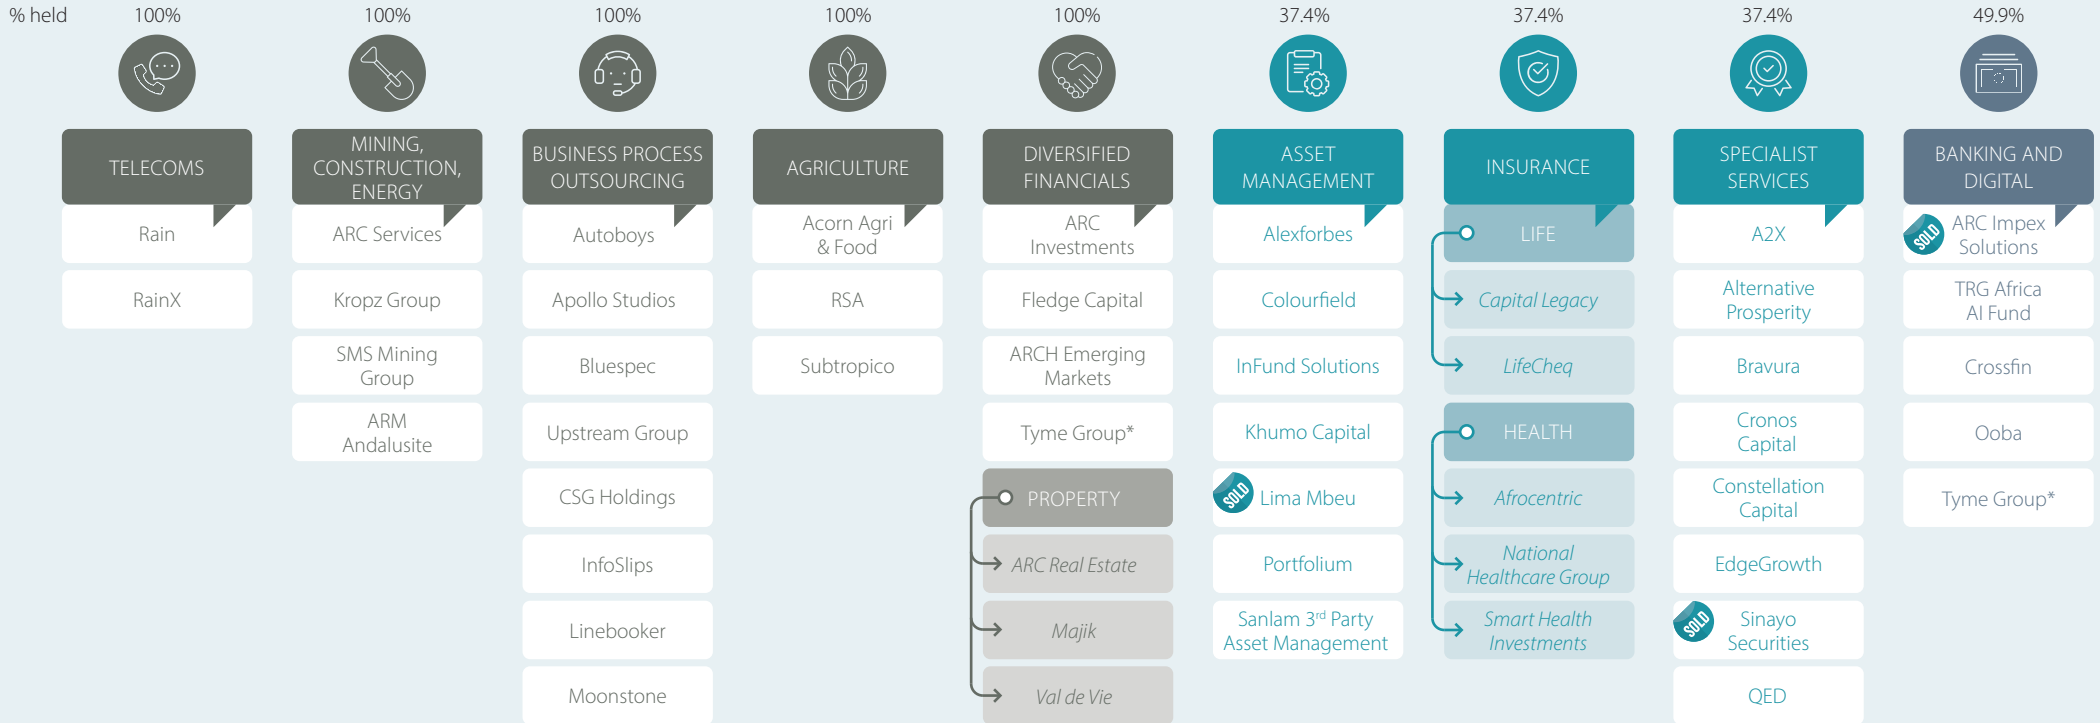 % held
100%
100%
100%
100%
100%
37.4%
37.4%
37.4%
49.9%
TELECOMS
Rain
RainX
MINING,
CONSTRUCTION,
ENERGY
ARC Services
Kropz Group
SMS Mining
Group
ARM
Andalusite
BUSINESS PROCESS
OUTSOURCING
Autoboys
Apollo Studios
Bluespec
Upstream Group
CSG Holdings
InfoSlips
Linebooker
Moonstone
AGRICULTURE
Acorn Agri
& Food
RSA
Subtropico
DIVERSIFIED
FINANCIALS
ARC
Investments
Fledge Capital
ARCH Emerging
Markets
Tyme Group*
PROPERTY
ARC Real Estate
Majik
Val de Vie
ASSET
MANAGEMENT
Alexforbes
Colourfield
InFund Solutions
Khumo Capital
SOLD
Lima Mbeu
Portfolium
Sanlam 3rd Party
Asset Management
INSURANCE
LIFE
Capital Legacy
LifeCheq
HEALTH
Afrocentric
National
Healthcare Group
Smart Health
Investments
SPECIALIST
SERVICES
A2X
Alternative
Prosperity
Bravura
Cronos
Capital
Constellation
Capital
EdgeGrowth
SOLD
Sinayo
Securities
QED
BANKING AND
DIGITAL
SOLD
ARC Impex
Solutions
TRG Africa
AI Fund
Crossfin
Ooba
Tyme Group*